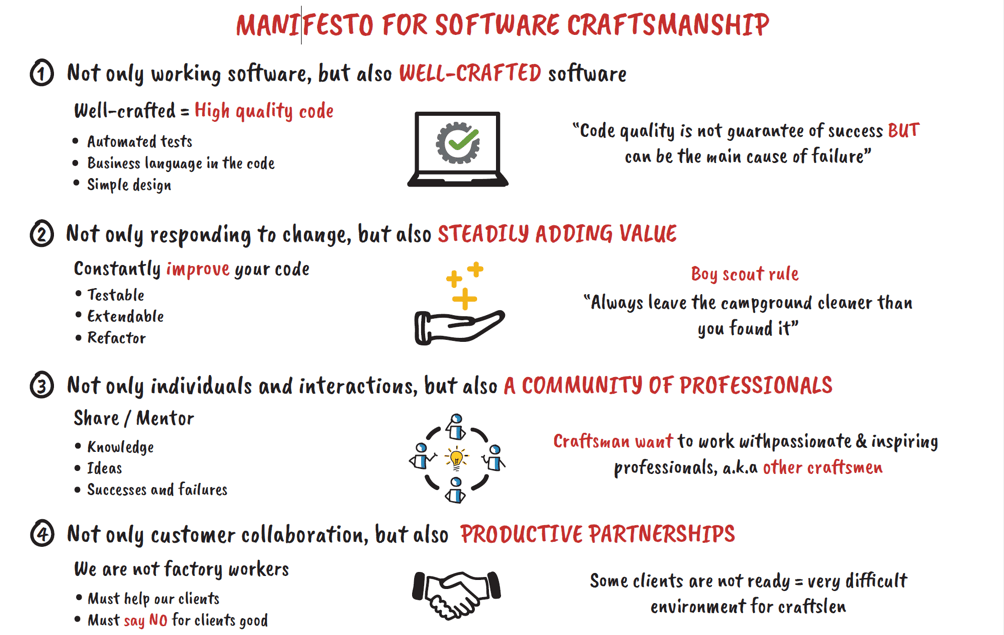 MANIFESTO FOR SOFTWARE CRAFTSMANSHIP
1 Not only working software, but also WELL-CRAFTED software
Well-crafted = High quality code
• Automated tests
• Business language in the code
• Simple design
"Code quality is not guarantee of success BUT
can be the main cause of failure"
2 Not only responding to change, but also STEADILY ADDING VALUE
Constantly improve your code
• Testable
• Extendable
• Refactor
Boy scout rule
"Always leave the campground cleaner than
you found it"
3 Not only individuals and interactions, but also A COMMUNITY OF PROFESSIONALS
Share / Mentor
• Knowledge
• Ideas
• Successes and failures
Craftsman want to work withpassionate & inspiring
professionals, a.k.a other craftsmen
4 Not only customer collaboration, but also PRODUCTIVE PARTNERSHIPS
We are not factory workers
• Must help our clients
• Must say NO for clients good
Some clients are not ready = very difficult
environment for craftslen